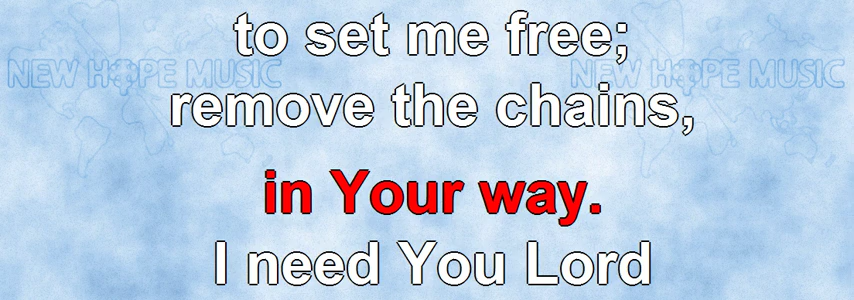 to set me free;
NEW HOPE MUSIC NEW HOPE MUSIC
remove the chains,
in Your way.
I need You Lord